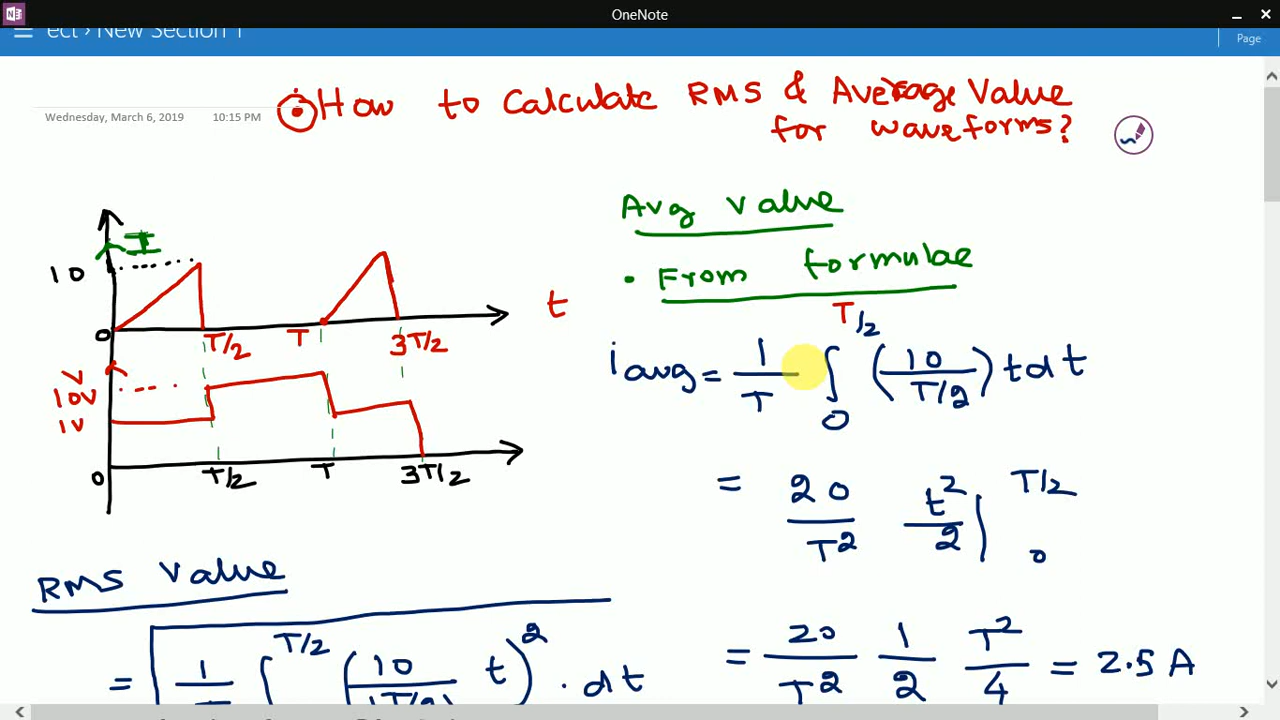 OneNote
ect › New Section 1
Page
How to Calculate RMS & Average Value
for waveforms?
Wednesday, March 6, 2019 10:15 PM
I
10
0
T/2
T
3T/2
t
V
10V
1V
0
T/2
T
3T/2
Avg value
• From formulae
iavg = 1/T ∫₀^(T/2) (10/(T/2)) t dt
= 20/T² t²/2 | T/2 0
= 20/T² 1/2 T²/4 = 2.5 A
RMS Value
= √ 1/T ∫^(T/2) (10/(T/2) t)² . dt